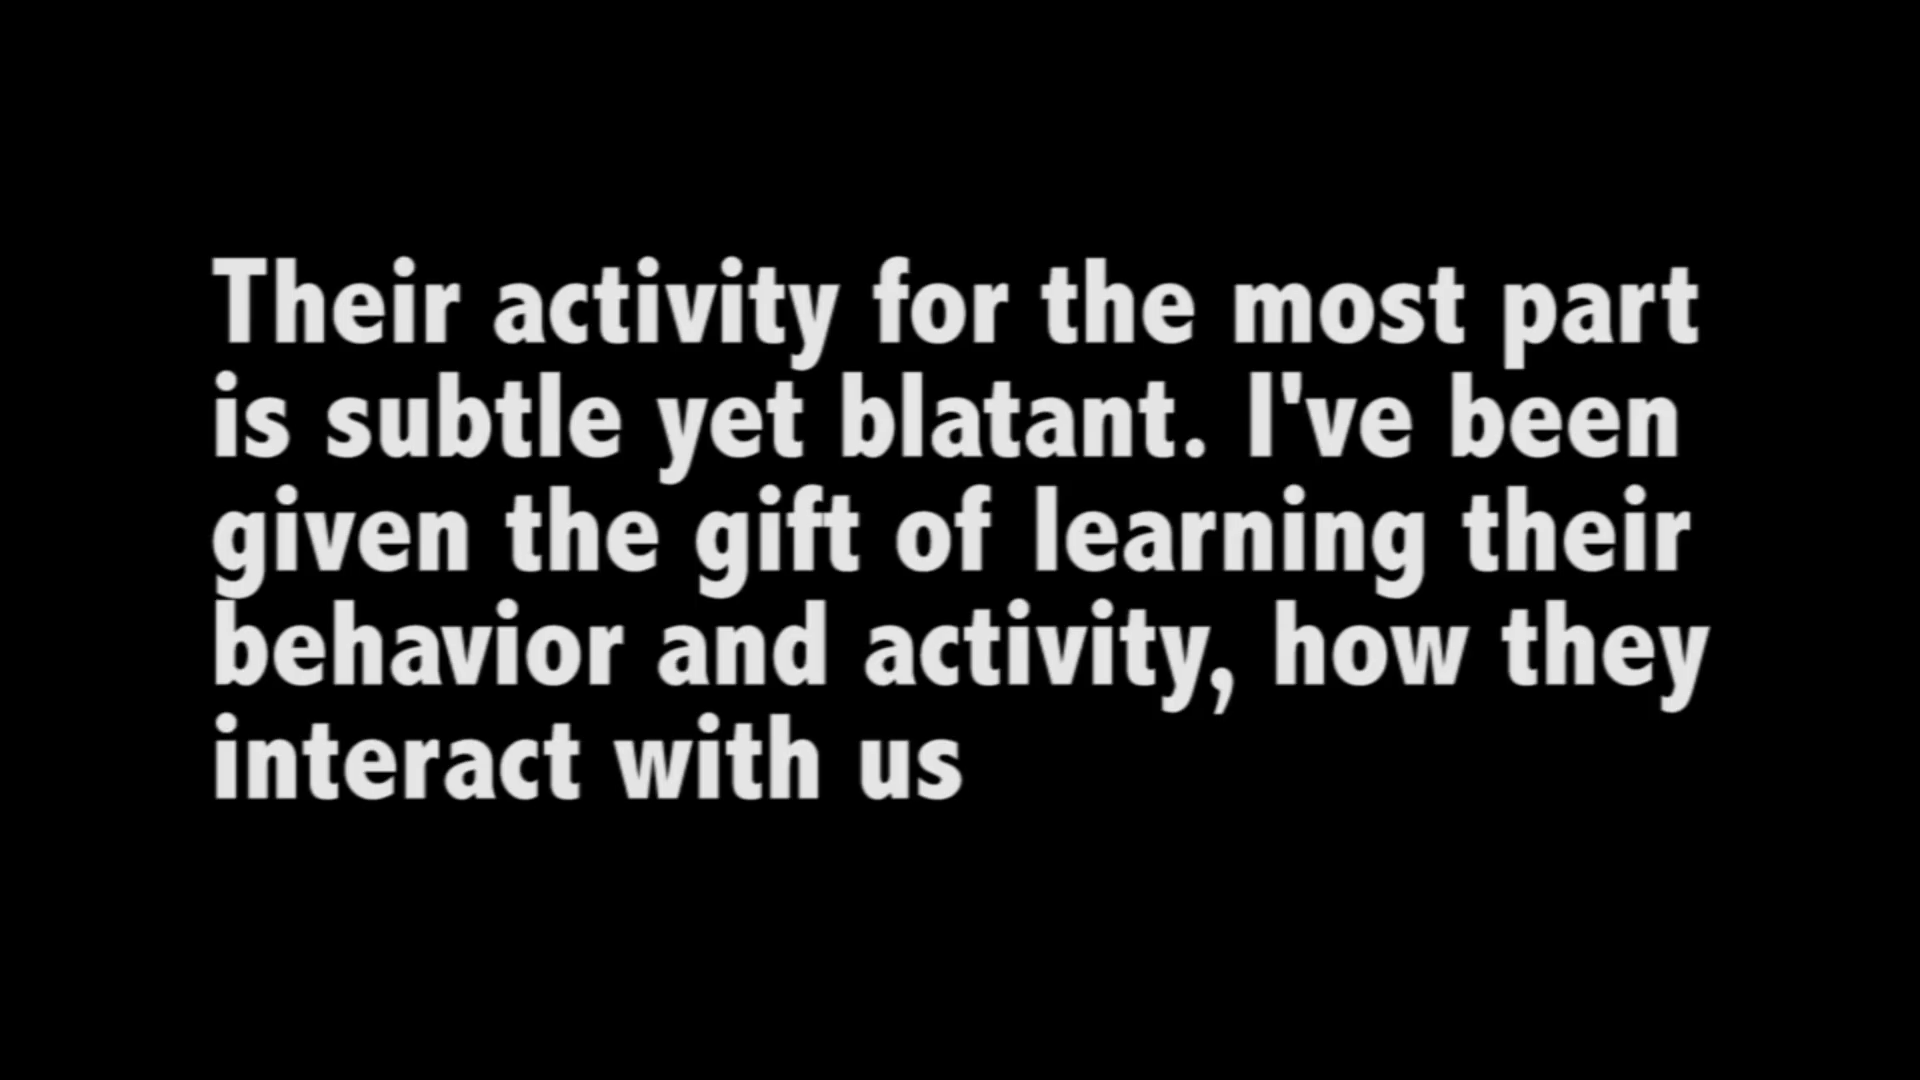 Their activity for the most part
is subtle yet blatant. I've been
given the gift of learning their
behavior and activity, how they
interact with us